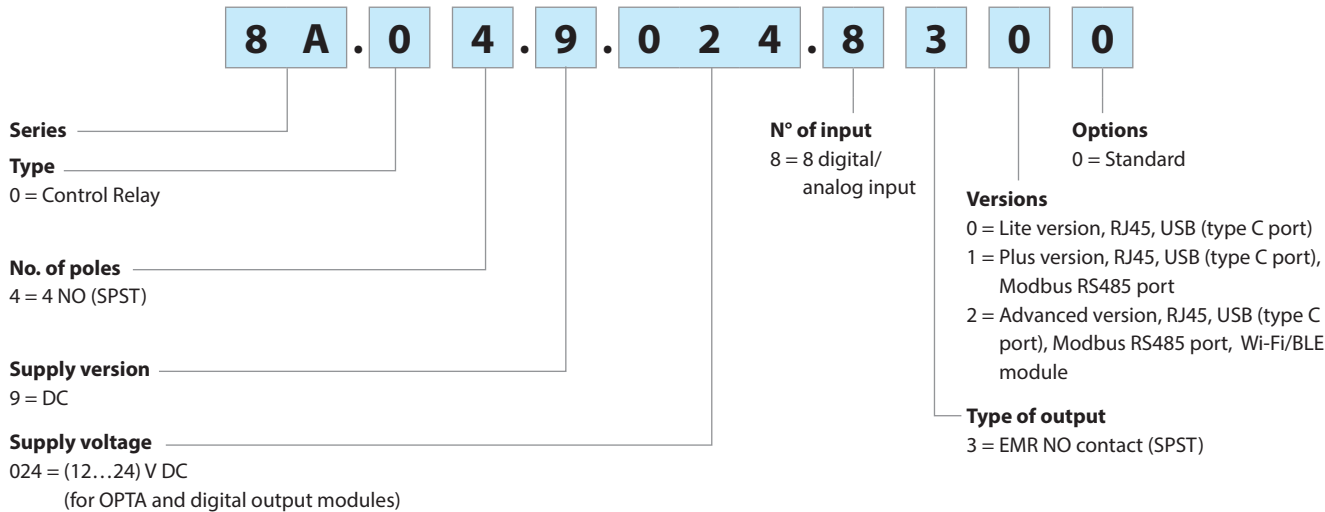 8 A . 0 4 . 9 . 0 2 4 . 8 3 0 0
Series
Type
0 = Control Relay
No. of poles
4 = 4 NO (SPST)
Supply version
9 = DC
Supply voltage
024 = (12…24) V DC
(for OPTA and digital output modules)
N° of input
8 = 8 digital/
analog input
Options
0 = Standard
Versions
0 = Lite version, RJ45, USB (type C port)
1 = Plus version, RJ45, USB (type C port),
Modbus RS485 port
2 = Advanced version, RJ45, USB (type C
port), Modbus RS485 port, Wi-Fi/BLE
module
Type of output
3 = EMR NO contact (SPST)